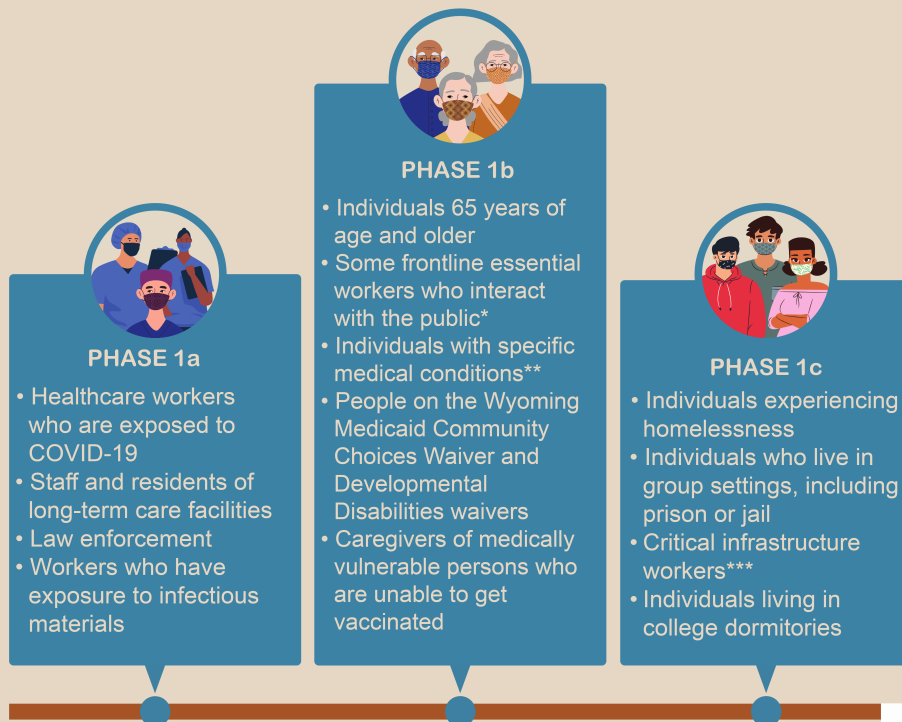 PHASE 1a
• Healthcare workers
who are exposed to
COVID-19
• Staff and residents of
long-term care facilities
• Law enforcement
• Workers who have
exposure to infectious
materials
PHASE 1b
• Individuals 65 years of
age and older
• Some frontline essential
workers who interact
with the public*
• Individuals with specific
medical conditions**
• People on the Wyoming
Medicaid Community
Choices Waiver and
Developmental
Disabilities waivers
• Caregivers of medically
vulnerable persons who
are unable to get
vaccinated
PHASE 1c
• Individuals experiencing
homelessness
• Individuals who live in
group settings, including
prison or jail
• Critical infrastructure
workers***
• Individuals living in
college dormitories